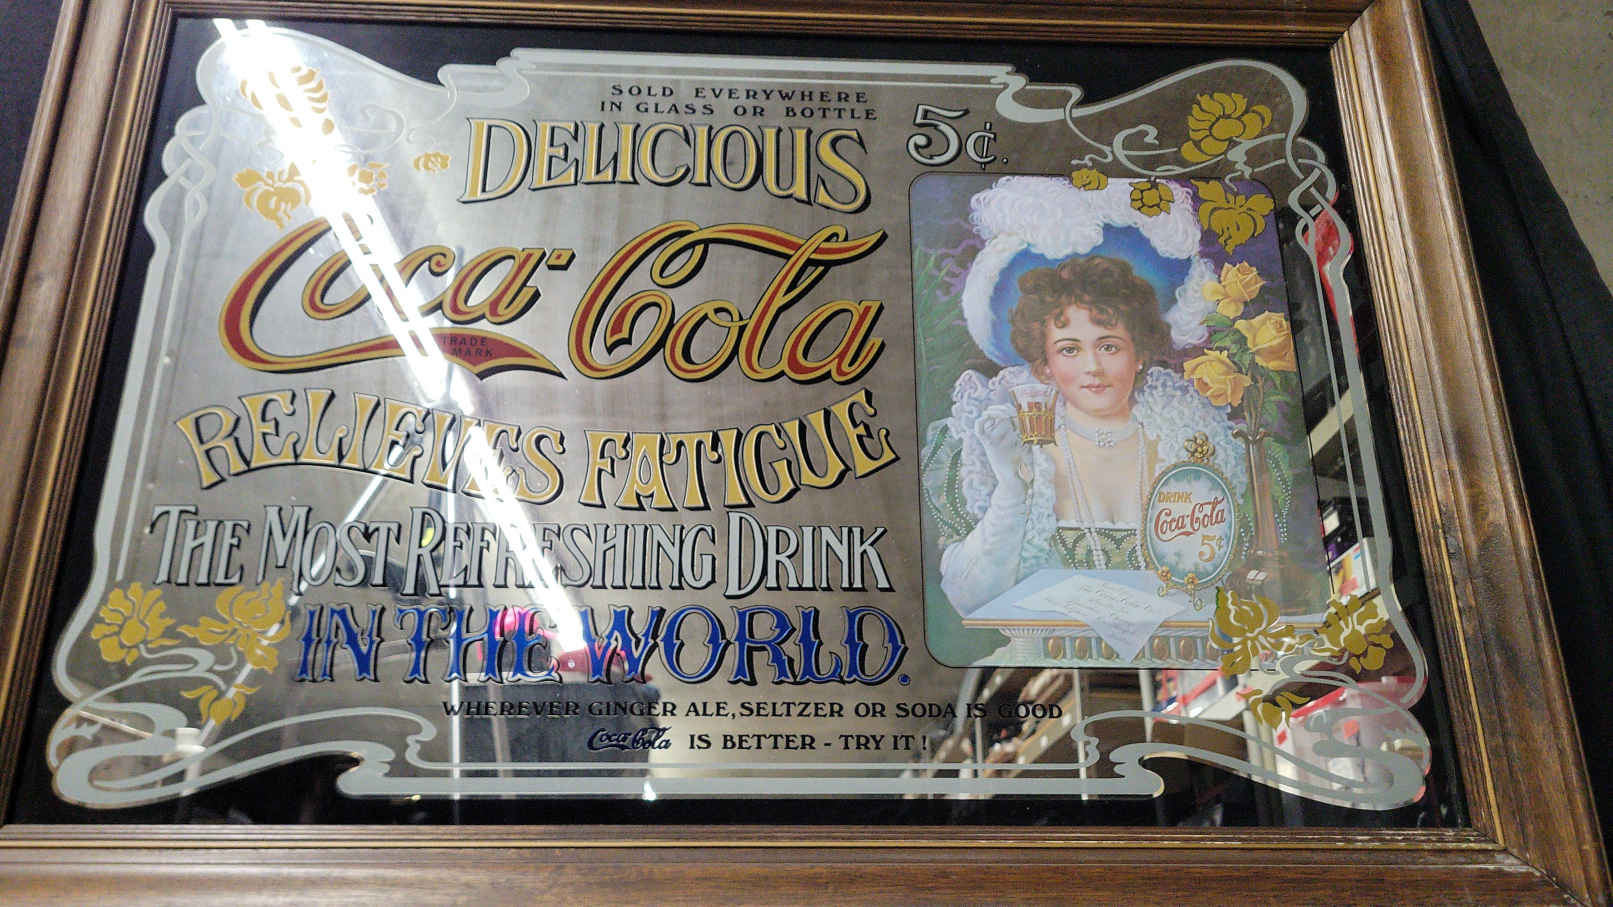 SOLD EVERYWHERE
IN GLASS OR BOTTLE
DELICIOUS
5¢.
Coca-Cola
TRADE
MARK
RELIEVES FATIGUE
THE MOST REFRESHING DRINK
IN THE WORLD.
WHEREVER GINGER ALE, SELTZER OR SODA IS GOOD
Coca-Cola IS BETTER - TRY IT!
DRINK
Coca-Cola
5¢